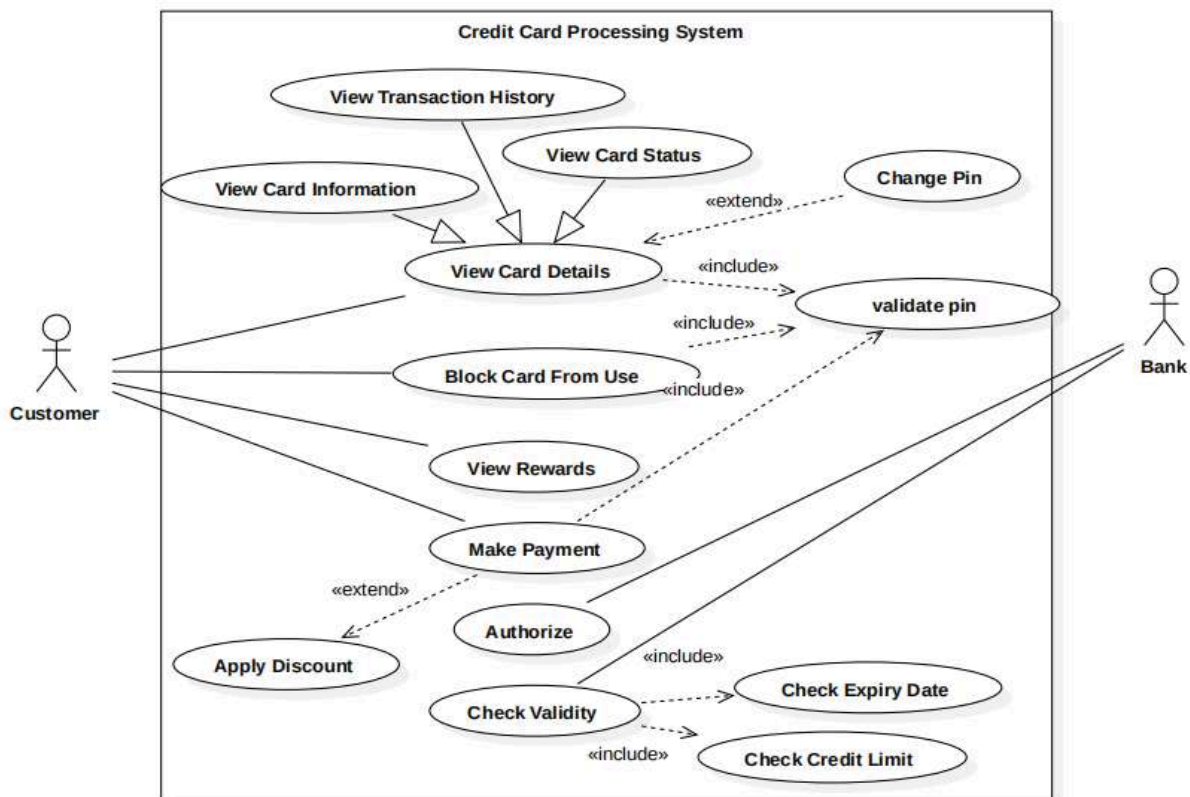 Credit Card Processing System
View Transaction History
View Card Status
View Card Information
Change Pin
«extend»
View Card Details
«include»
validate pin
«include»
Block Card From Use
«include»
Customer
Bank
View Rewards
Make Payment
«extend»
Authorize
Apply Discount
«include»
Check Expiry Date
Check Validity
«include»
Check Credit Limit